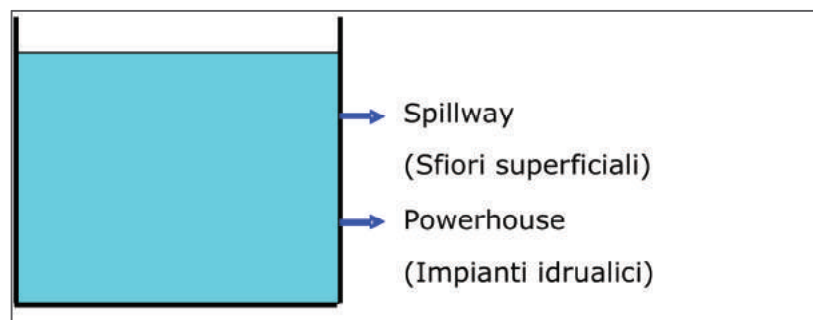 Spillway
(Sfiori superficiali)
Powerhouse
(Impianti idrualici)